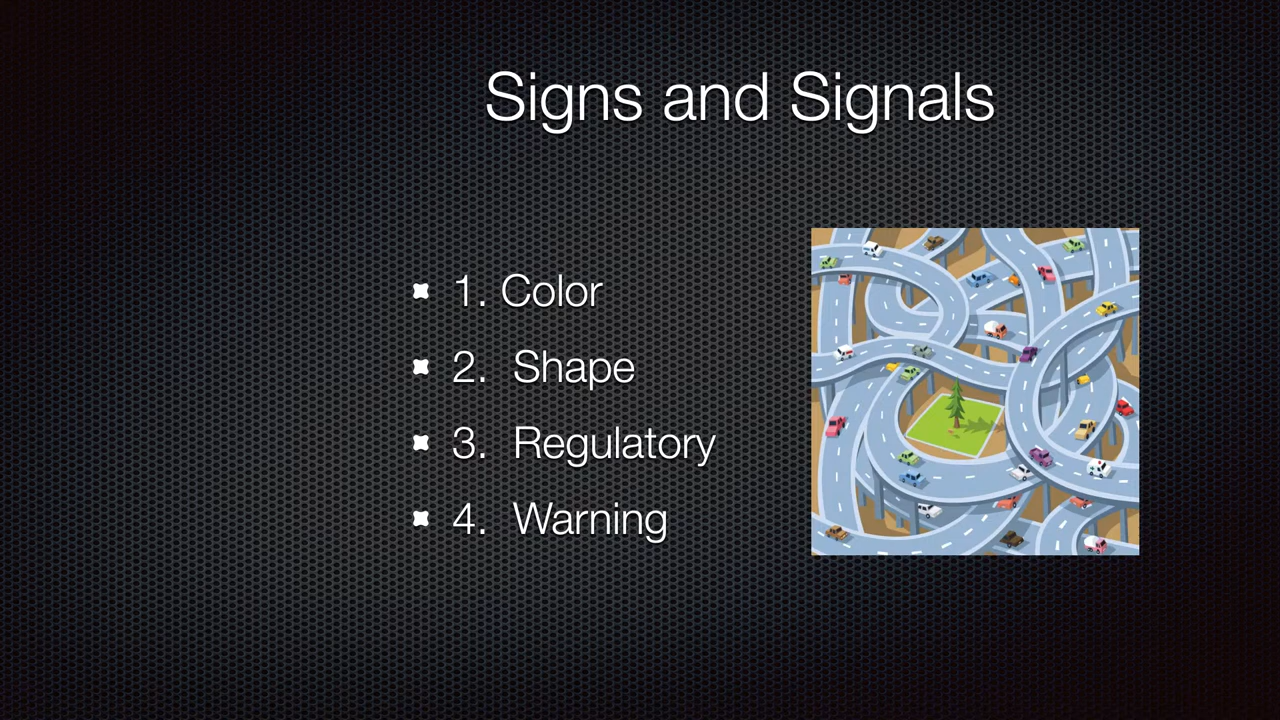 Signs and Signals
1. Color
2. Shape
3. Regulatory
4. Warning